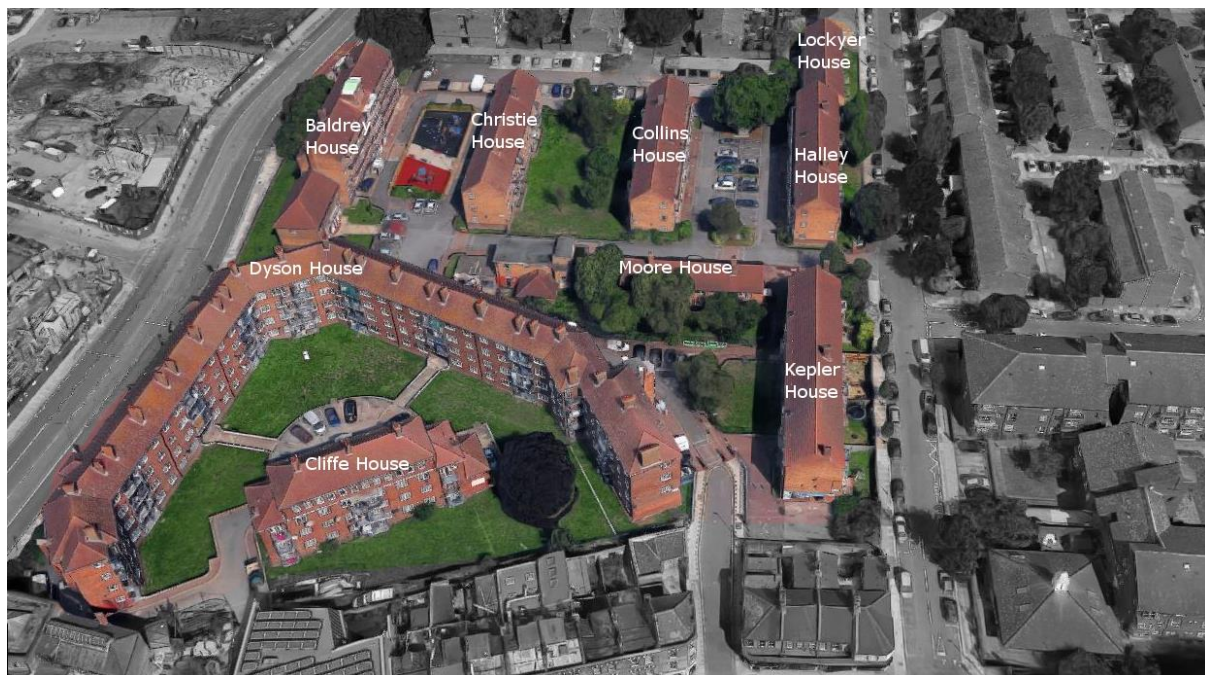 Lockyer
House
Baldrey
House
Christie
House
Collins
House
Halley
House
Dyson House
Moore House
Kepler
House
Cliffe House